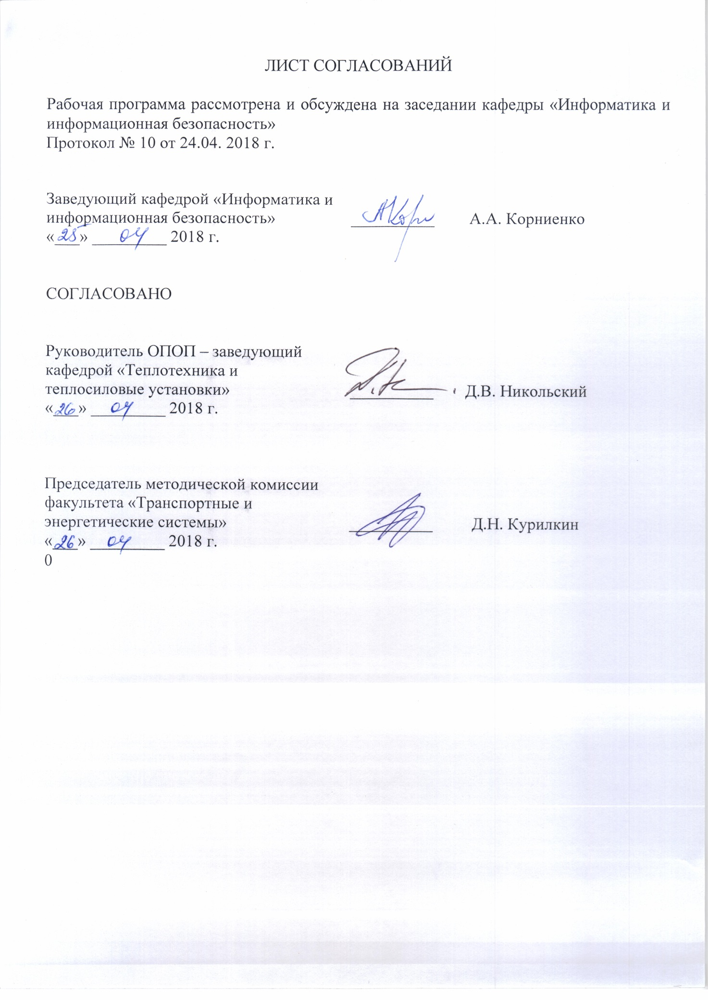 ЛИСТ СОГЛАСОВАНИЙ
Рабочая программа рассмотрена и обсуждена на заседании кафедры «Информатика и
информационная безопасность»
Протокол № 10 от 24.04. 2018 г.
Заведующий кафедрой «Информатика и
информационная безопасность» А.А. Корниенко
«25» 04 2018 г.
СОГЛАСОВАНО
Руководитель ОПОП – заведующий
кафедрой «Теплотехника и
теплосиловые установки» Д.В. Никольский
«26» 04 2018 г.
Председатель методической комиссии
факультета «Транспортные и
энергетические системы» Д.Н. Курилкин
«26» 04 2018 г.
0